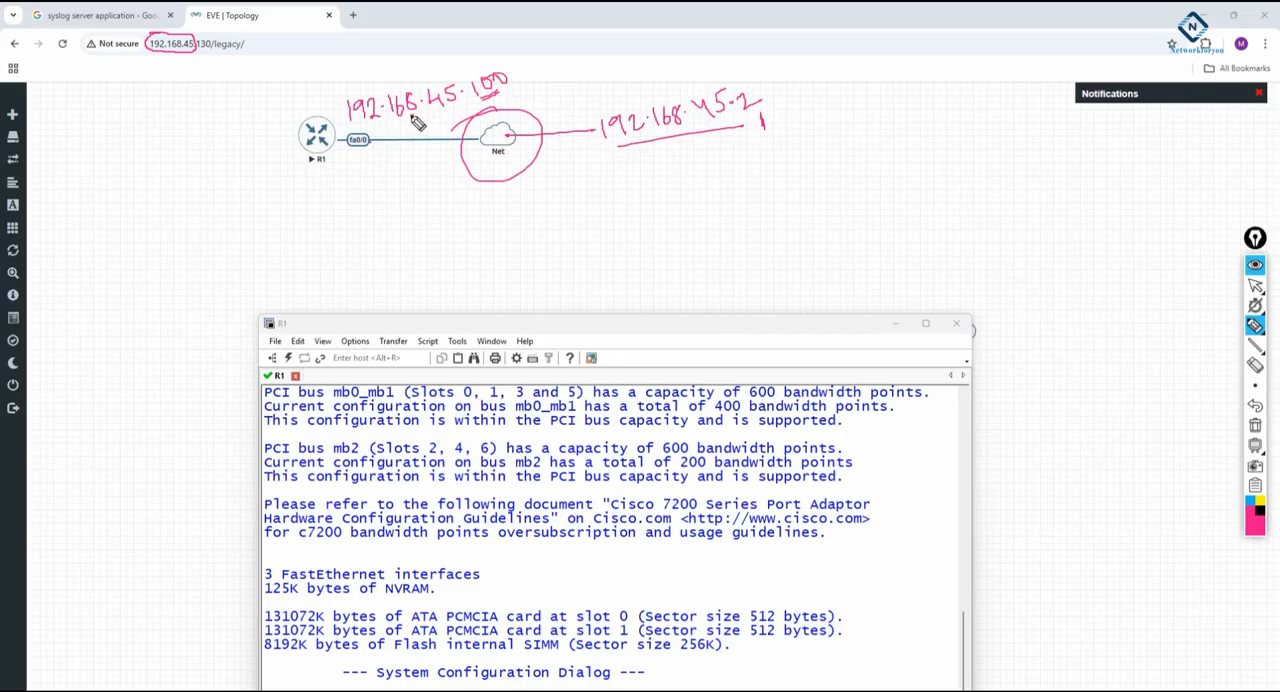 syslog server application - Goo
EVE | Topology
Not secure
192.168.45.130/legacy/
M
All Bookmarks
N
Networkforyou
Notifications
192.168.45.100
192.168.45.2
1
fa0/0
R1
Net
R1
File Edit View Options Transfer Script Tools Window Help
Enter host <Alt+R>
R1
PCI bus mb0_mb1 (Slots 0, 1, 3 and 5) has a capacity of 600 bandwidth points.
Current configuration on bus mb0_mb1 has a total of 400 bandwidth points.
This configuration is within the PCI bus capacity and is supported.
PCI bus mb2 (Slots 2, 4, 6) has a capacity of 600 bandwidth points.
Current configuration on bus mb2 has a total of 200 bandwidth points
This configuration is within the PCI bus capacity and is supported.
Please refer to the following document "Cisco 7200 Series Port Adaptor
Hardware Configuration Guidelines" on Cisco.com <http://www.cisco.com>
for c7200 bandwidth points oversubscription and usage guidelines.
3 FastEthernet interfaces
125K bytes of NVRAM.
131072K bytes of ATA PCMCIA card at slot 0 (Sector size 512 bytes).
131072K bytes of ATA PCMCIA card at slot 1 (Sector size 512 bytes).
8192K bytes of Flash internal SIMM (Sector size 256K).
--- System Configuration Dialog ---